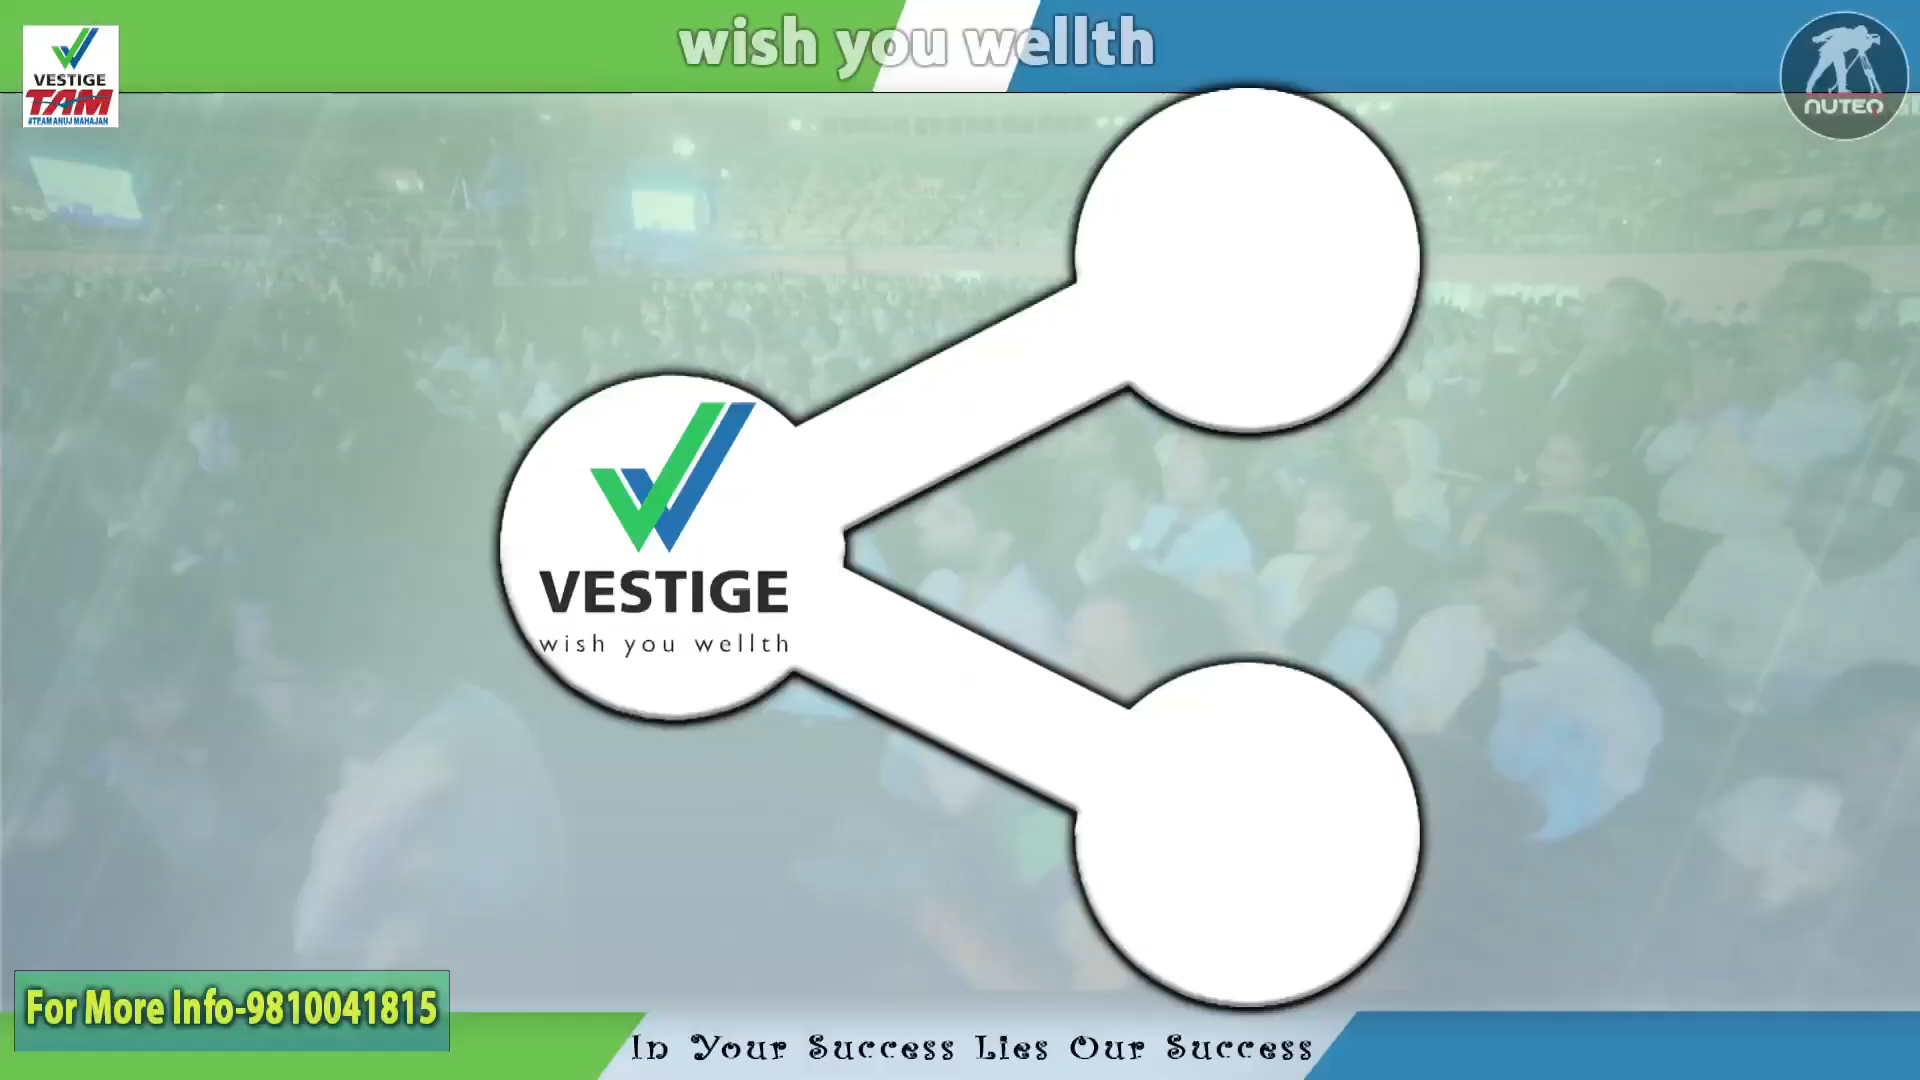 wish you wellth
VESTIGE
TAM
#TEAM ANUJ MAHAJAN
NUTEQ
VESTIGE
wish you wellth
For More Info-9810041815
In Your Success Lies Our Success